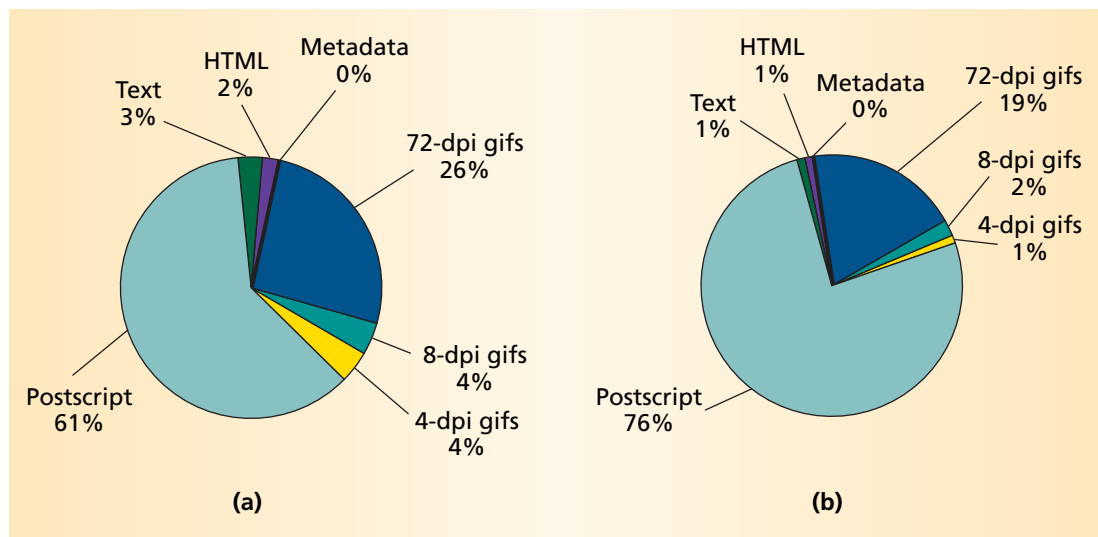 Metadata
0%
HTML
2%
Text
3%
72-dpi gifs
26%
8-dpi gifs
4%
4-dpi gifs
4%
Postscript
61%
(a)
HTML
1%
Metadata
0%
Text
1%
72-dpi gifs
19%
8-dpi gifs
2%
4-dpi gifs
1%
Postscript
76%
(b)